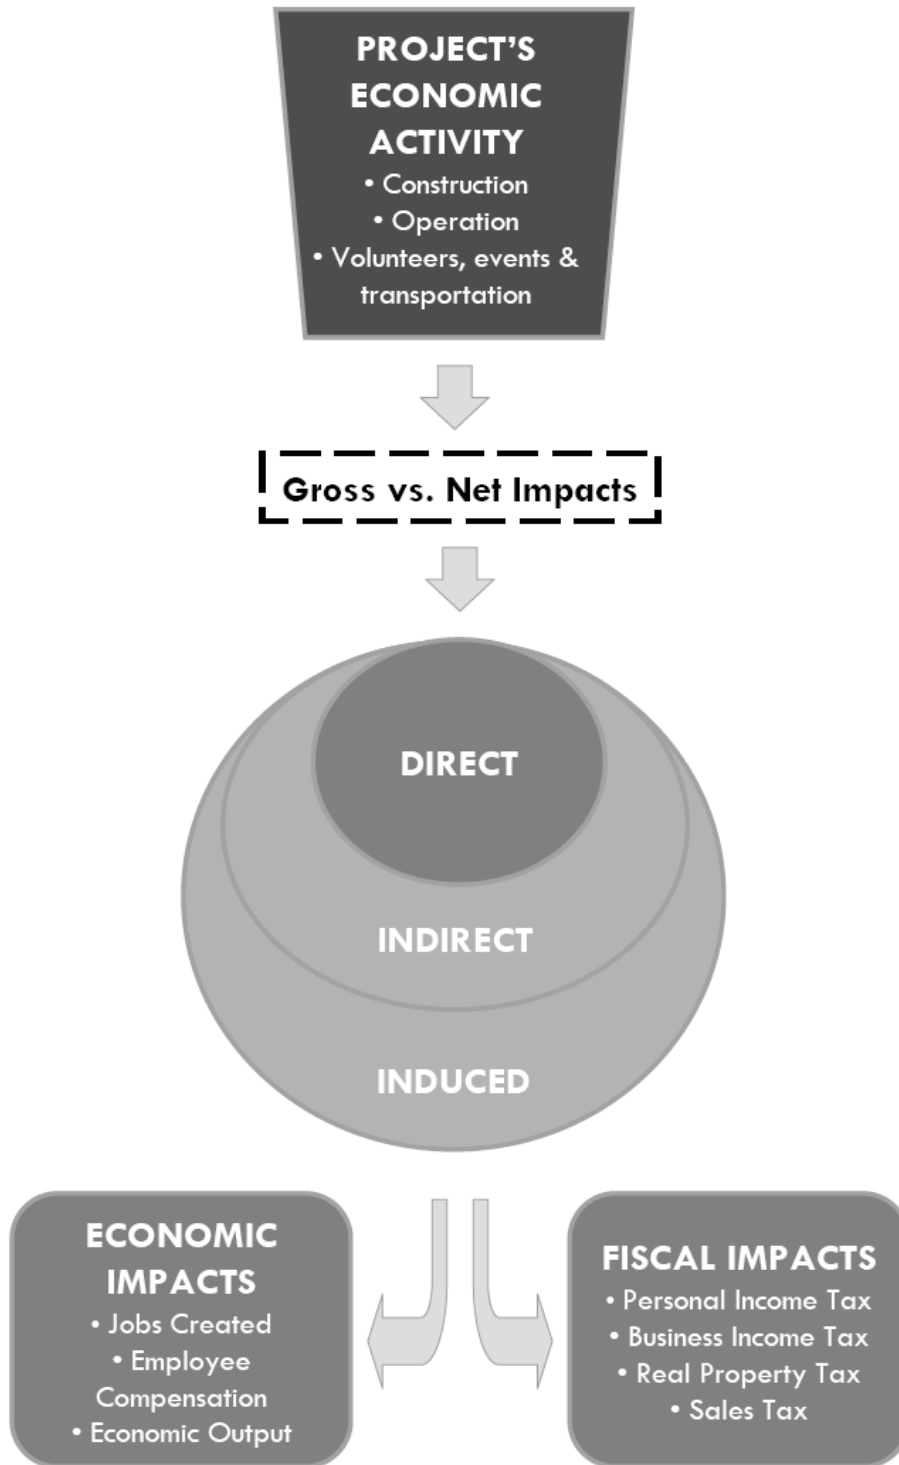 PROJECT’S
ECONOMIC
ACTIVITY
• Construction
• Operation
• Volunteers, events &
transportation
Gross vs. Net Impacts
DIRECT
INDIRECT
INDUCED
ECONOMIC
IMPACTS
• Jobs Created
• Employee
Compensation
• Economic Output
FISCAL IMPACTS
• Personal Income Tax
• Business Income Tax
• Real Property Tax
• Sales Tax